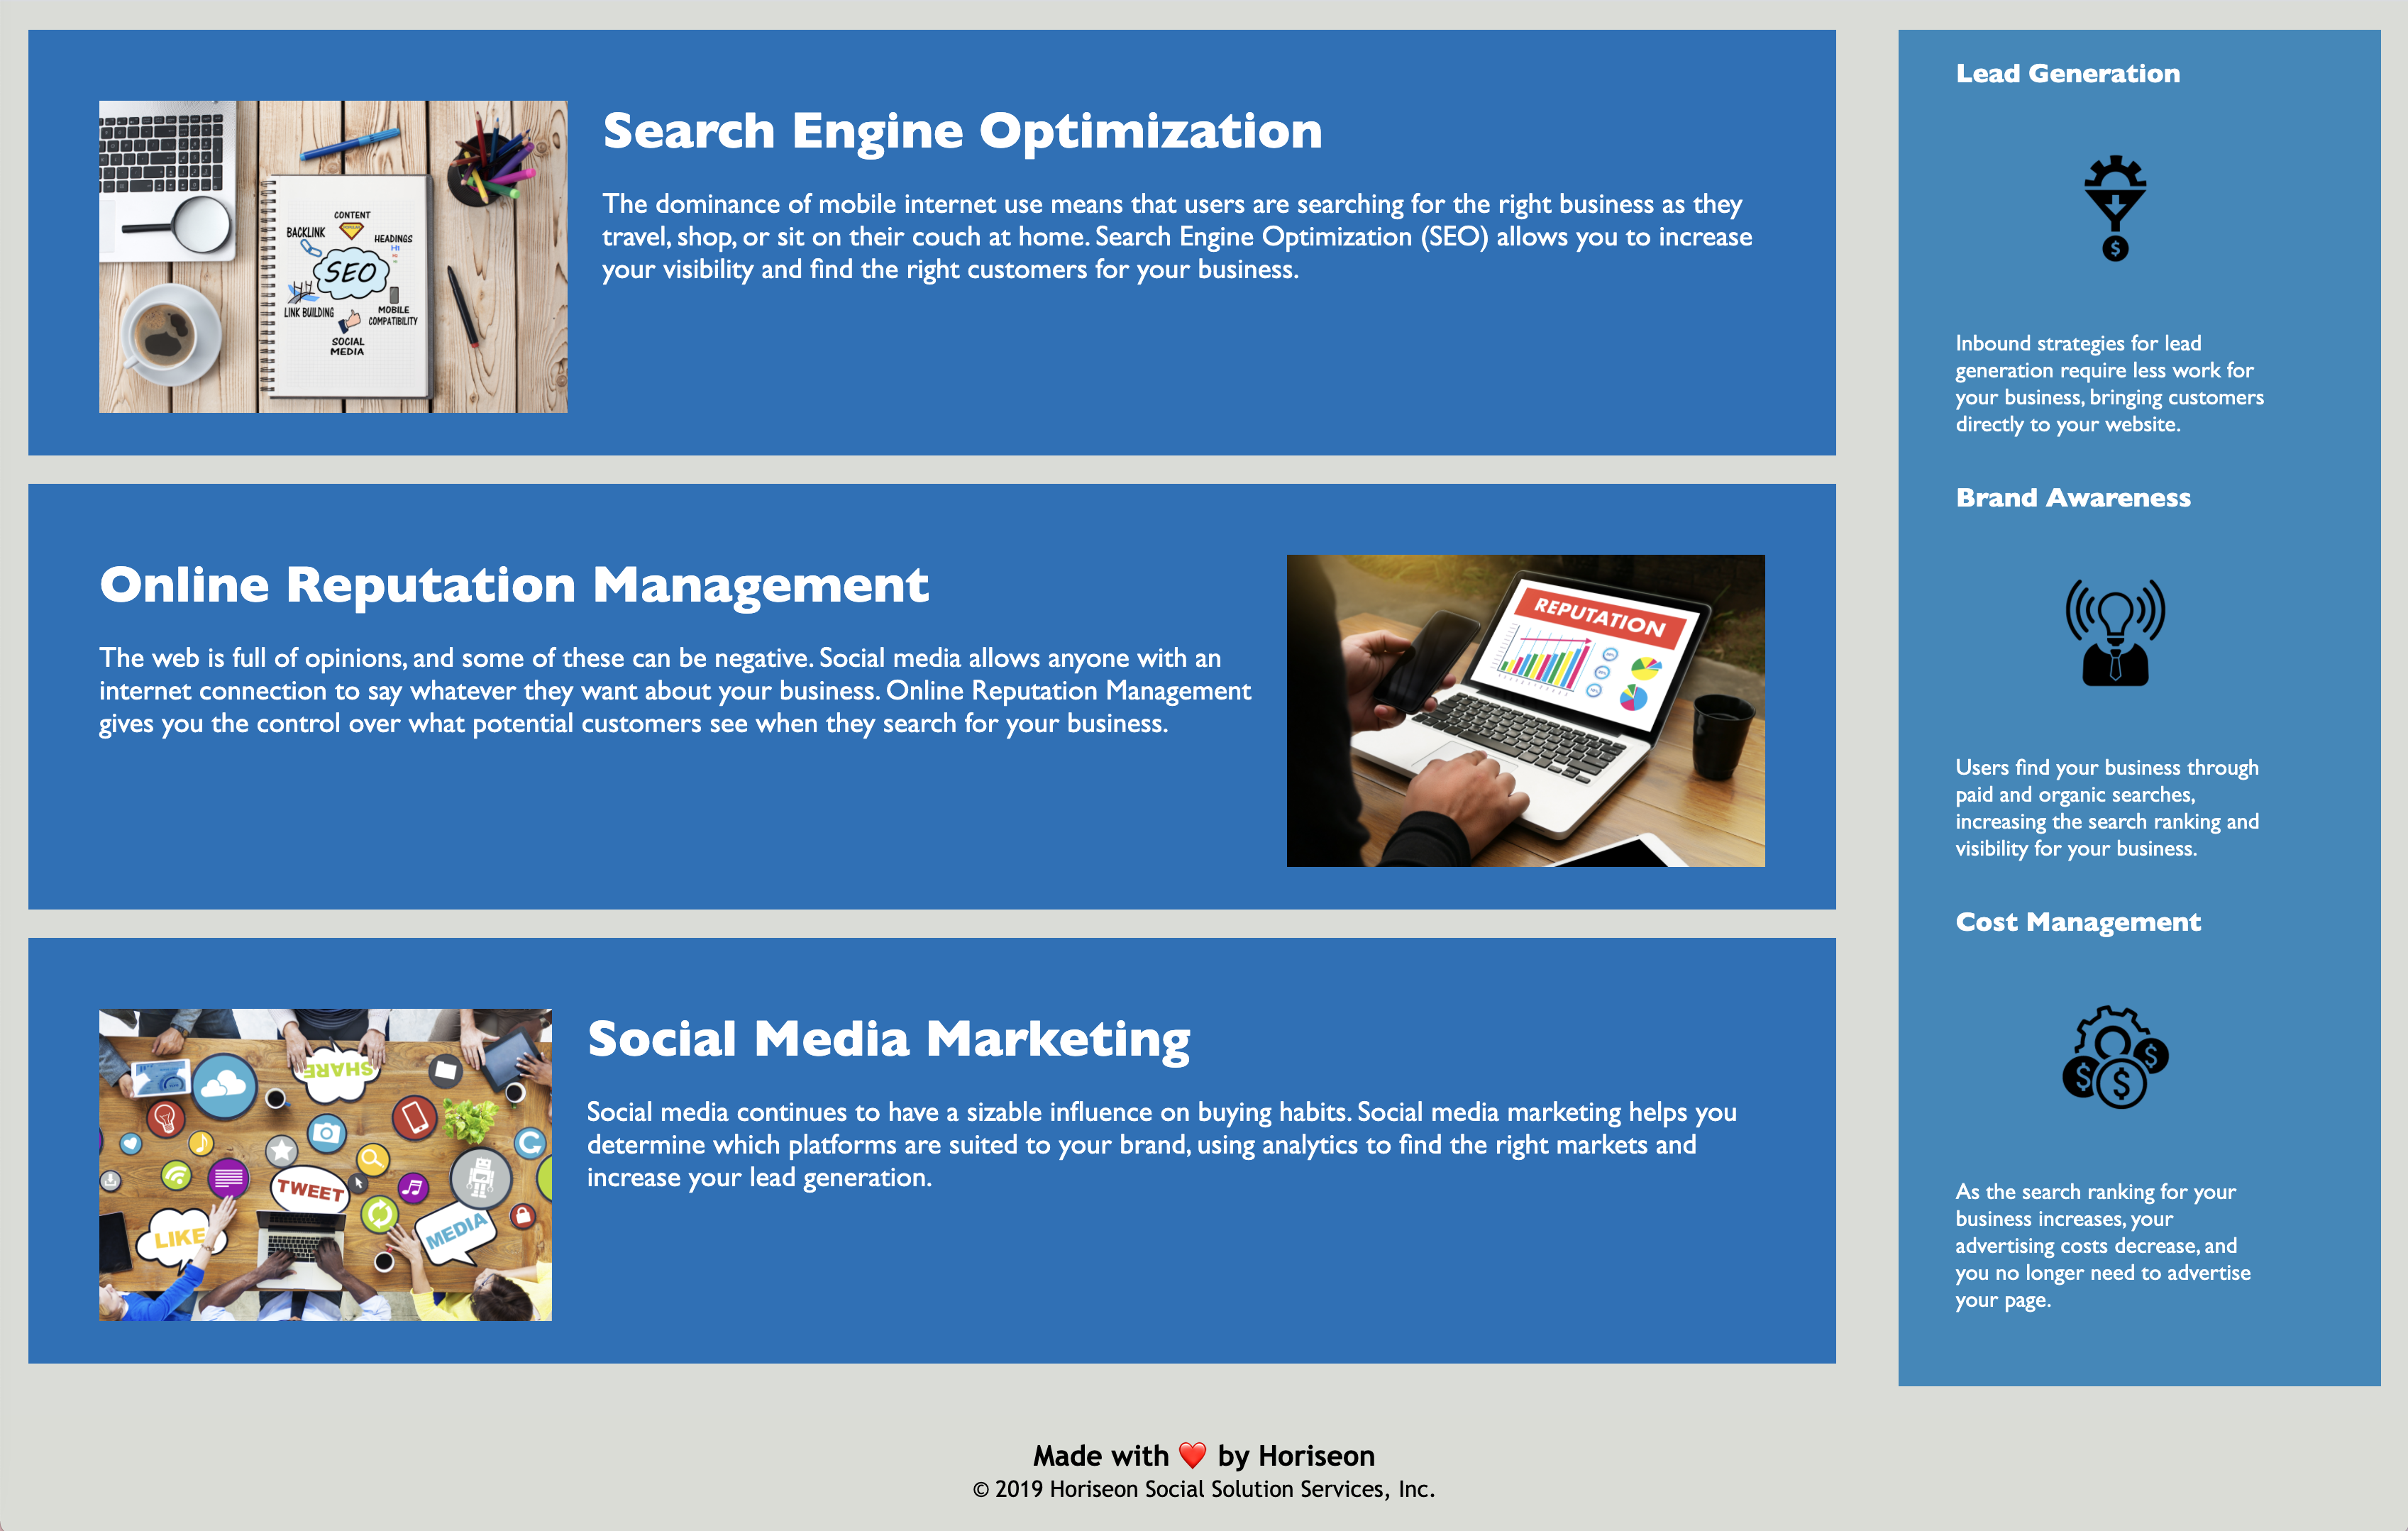 Search Engine Optimization
The dominance of mobile internet use means that users are searching for the right business as they
travel, shop, or sit on their couch at home. Search Engine Optimization (SEO) allows you to increase
your visibility and find the right customers for your business.
CONTENT
BACKLINK
HEADINGS
H1
SEO
LINK BUILDING
MOBILE
COMPATIBILITY
SOCIAL
MEDIA
Online Reputation Management
The web is full of opinions, and some of these can be negative. Social media allows anyone with an
internet connection to say whatever they want about your business. Online Reputation Management
gives you the control over what potential customers see when they search for your business.
REPUTATION
Social Media Marketing
Social media continues to have a sizable influence on buying habits. Social media marketing helps you
determine which platforms are suited to your brand, using analytics to find the right markets and
increase your lead generation.
SHARE
TWEET
LIKE
MEDIA
Lead Generation
$
Inbound strategies for lead
generation require less work for
your business, bringing customers
directly to your website.
Brand Awareness
Users find your business through
paid and organic searches,
increasing the search ranking and
visibility for your business.
Cost Management
$ $ $
As the search ranking for your
business increases, your
advertising costs decrease, and
you no longer need to advertise
your page.
Made with ❤️ by Horiseon
© 2019 Horiseon Social Solution Services, Inc.